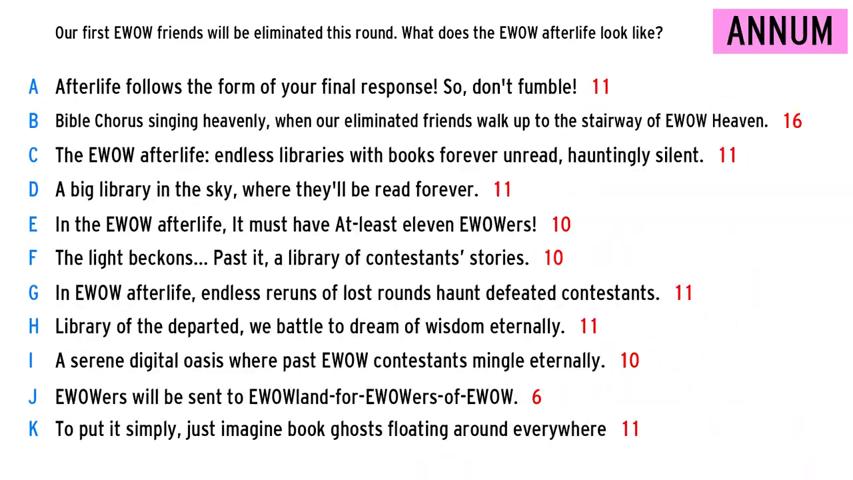 Our first EWOW friends will be eliminated this round. What does the EWOW afterlife look like?
ANNUM
A Afterlife follows the form of your final response! So, don't fumble! 11
B Bible Chorus singing heavenly, when our eliminated friends walk up to the stairway of EWOW Heaven. 16
C The EWOW afterlife: endless libraries with books forever unread, hauntingly silent. 11
D A big library in the sky, where they'll be read forever. 11
E In the EWOW afterlife, It must have At-least eleven EWOWers! 10
F The light beckons... Past it, a library of contestants’ stories. 10
G In EWOW afterlife, endless reruns of lost rounds haunt defeated contestants. 11
H Library of the departed, we battle to dream of wisdom eternally. 11
I A serene digital oasis where past EWOW contestants mingle eternally. 10
J EWOWers will be sent to EWOWland-for-EWOWers-of-EWOW. 6
K To put it simply, just imagine book ghosts floating around everywhere 11